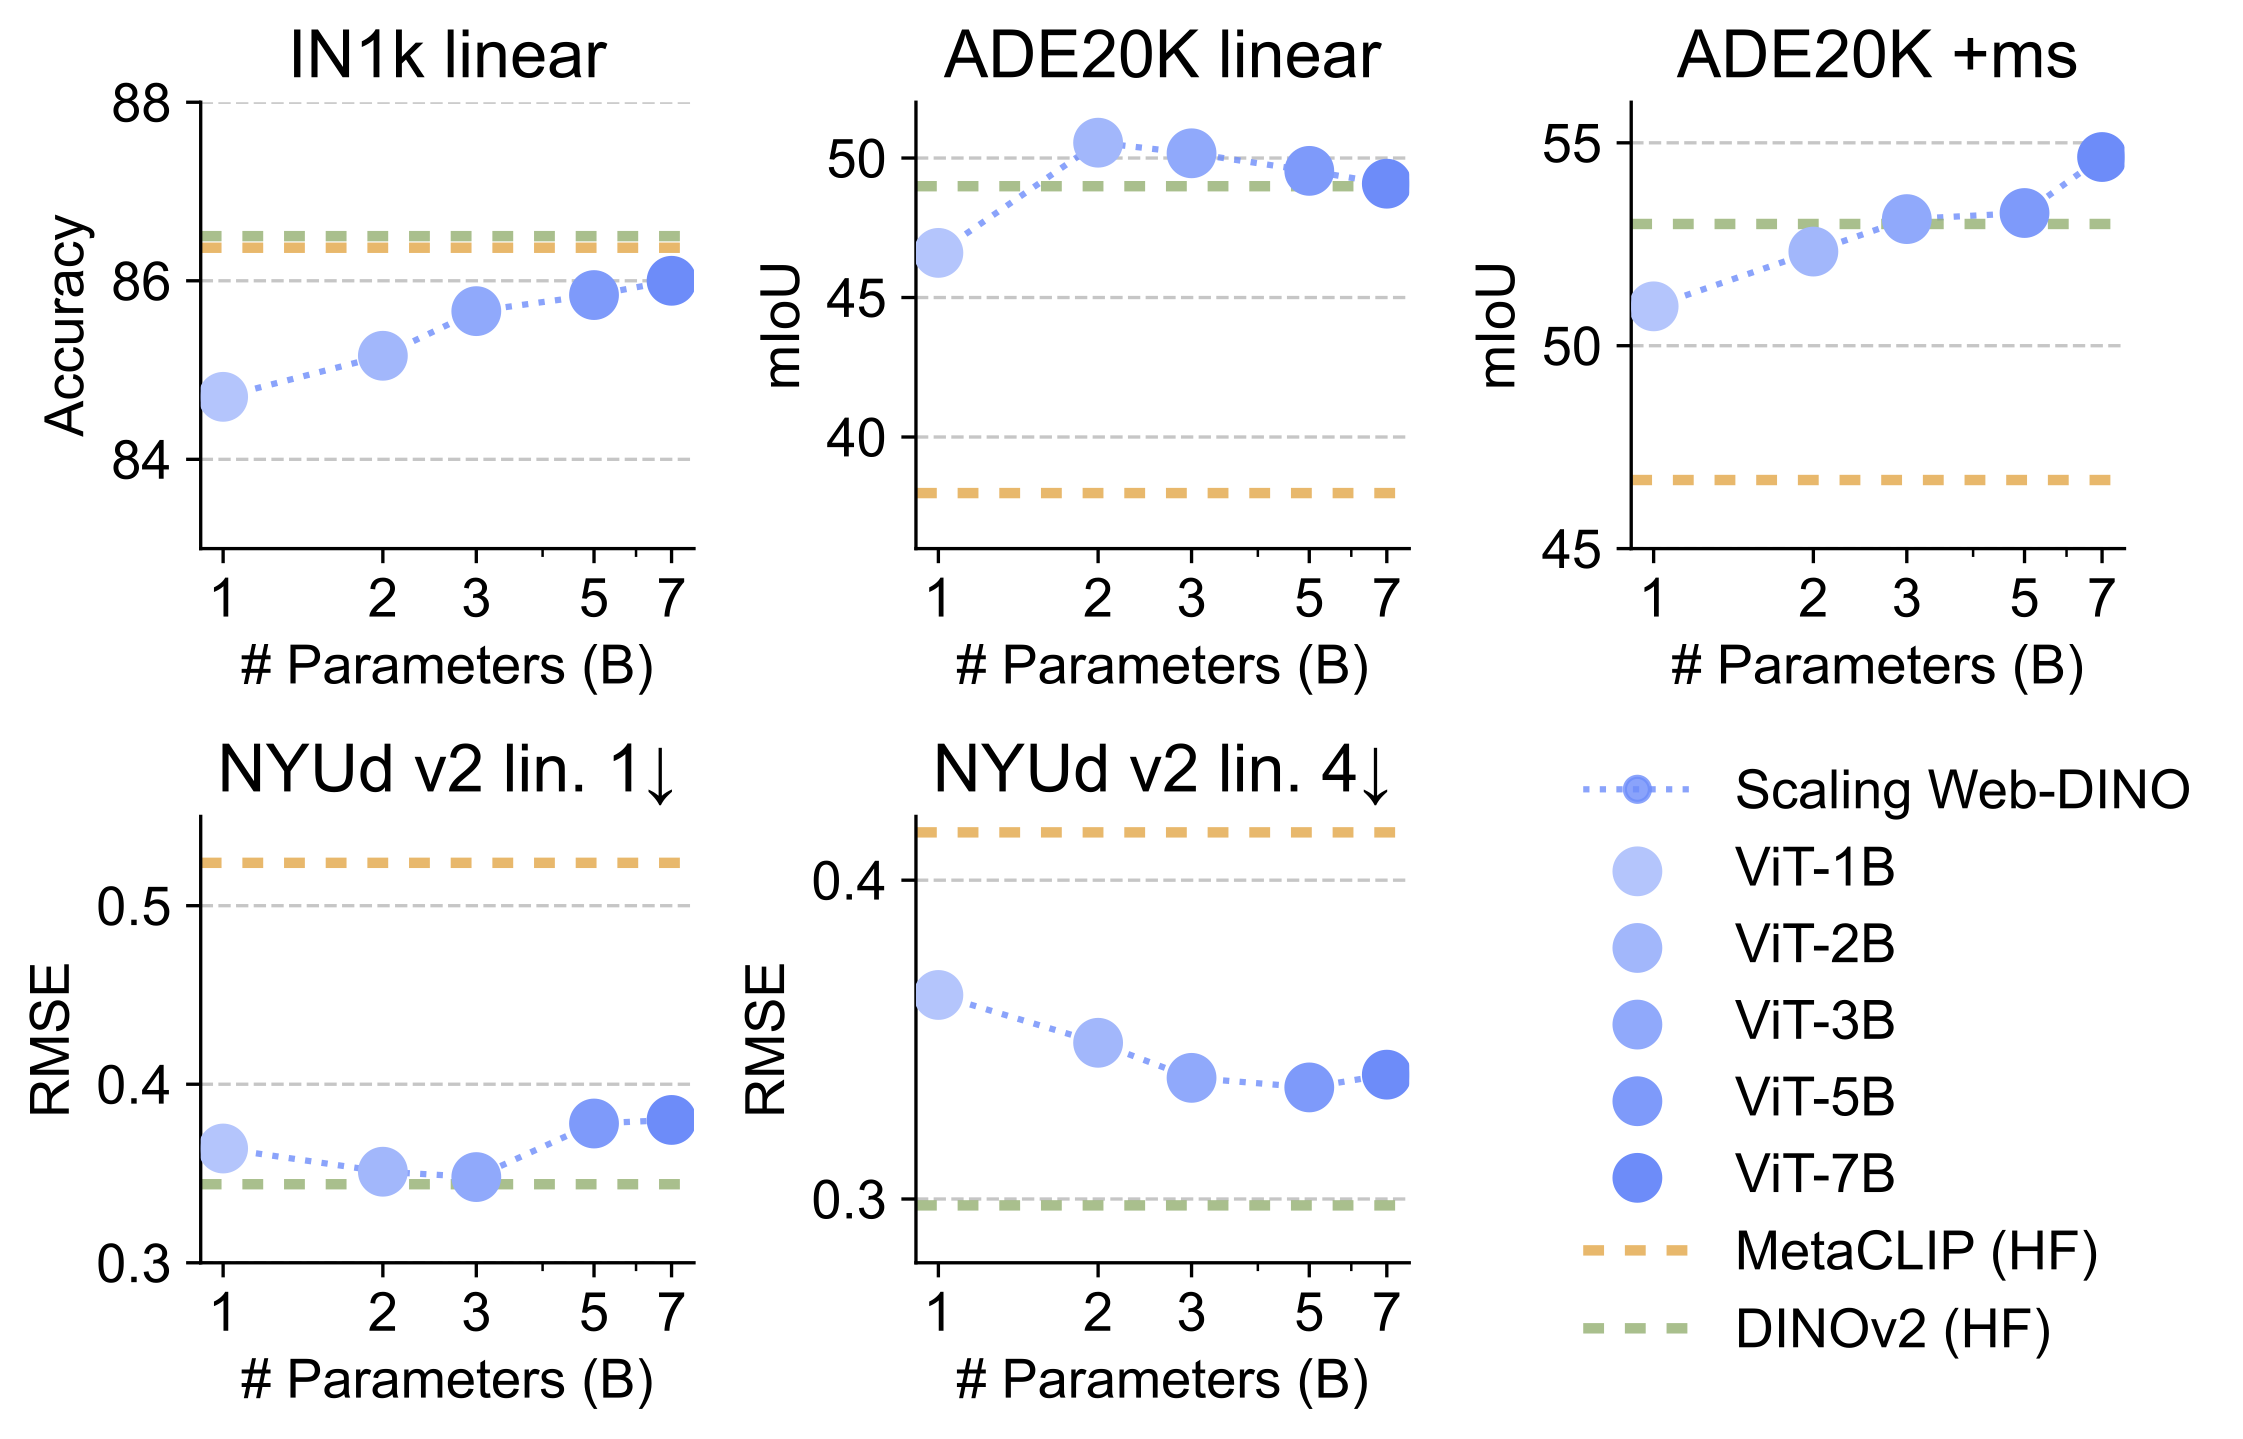 IN1k linear
88
86
84
Accuracy
1 2 3 5 7
# Parameters (B)
ADE20K linear
50
45
40
mIoU
1 2 3 5 7
# Parameters (B)
ADE20K +ms
55
50
45
mIoU
1 2 3 5 7
# Parameters (B)
NYUd v2 lin. 1↓
0.5
0.4
0.3
RMSE
1 2 3 5 7
# Parameters (B)
NYUd v2 lin. 4↓
0.4
0.3
RMSE
1 2 3 5 7
# Parameters (B)
Scaling Web-DINO
ViT-1B
ViT-2B
ViT-3B
ViT-5B
ViT-7B
MetaCLIP (HF)
DINOv2 (HF)